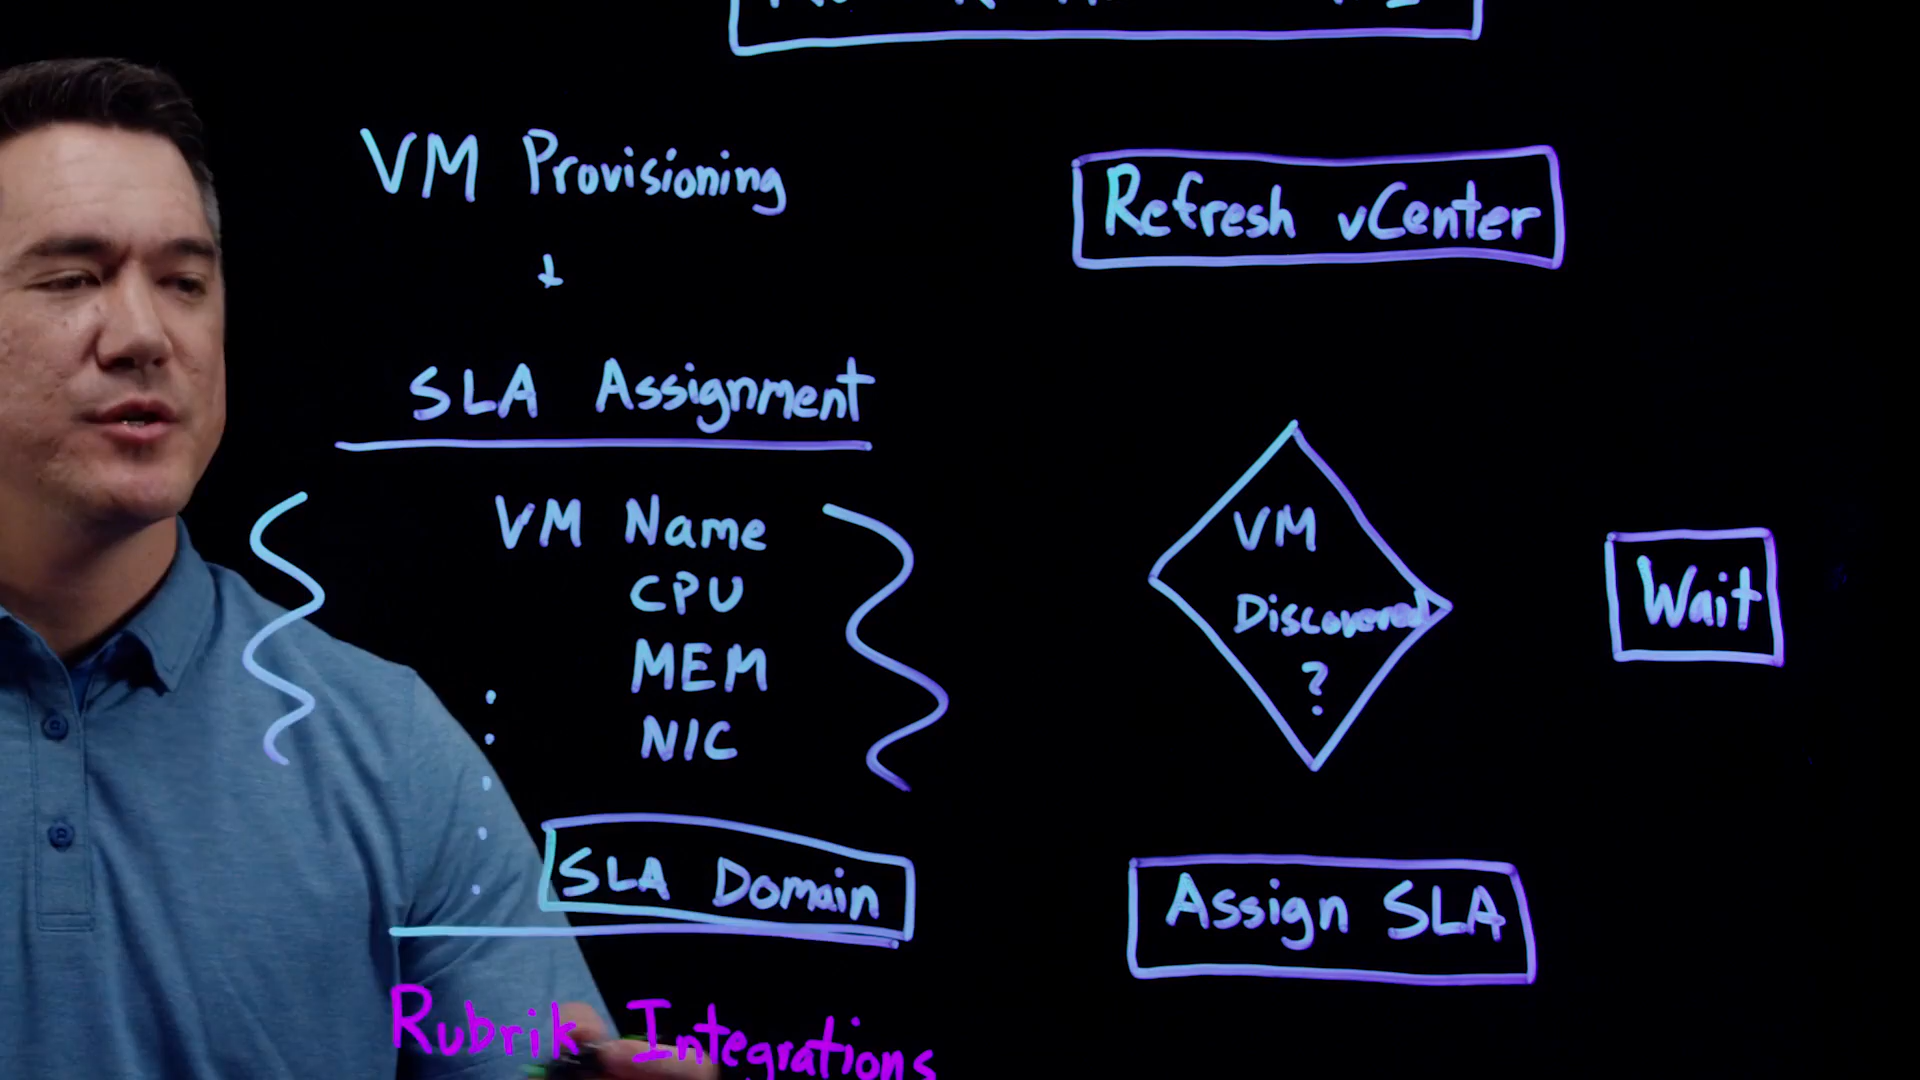 VM Provisioning
+
SLA Assignment
VM Name
CPU
MEM
NIC
SLA Domain
Rubrik Integrations
Refresh vCenter
VM
Discovered
?
Wait
Assign SLA